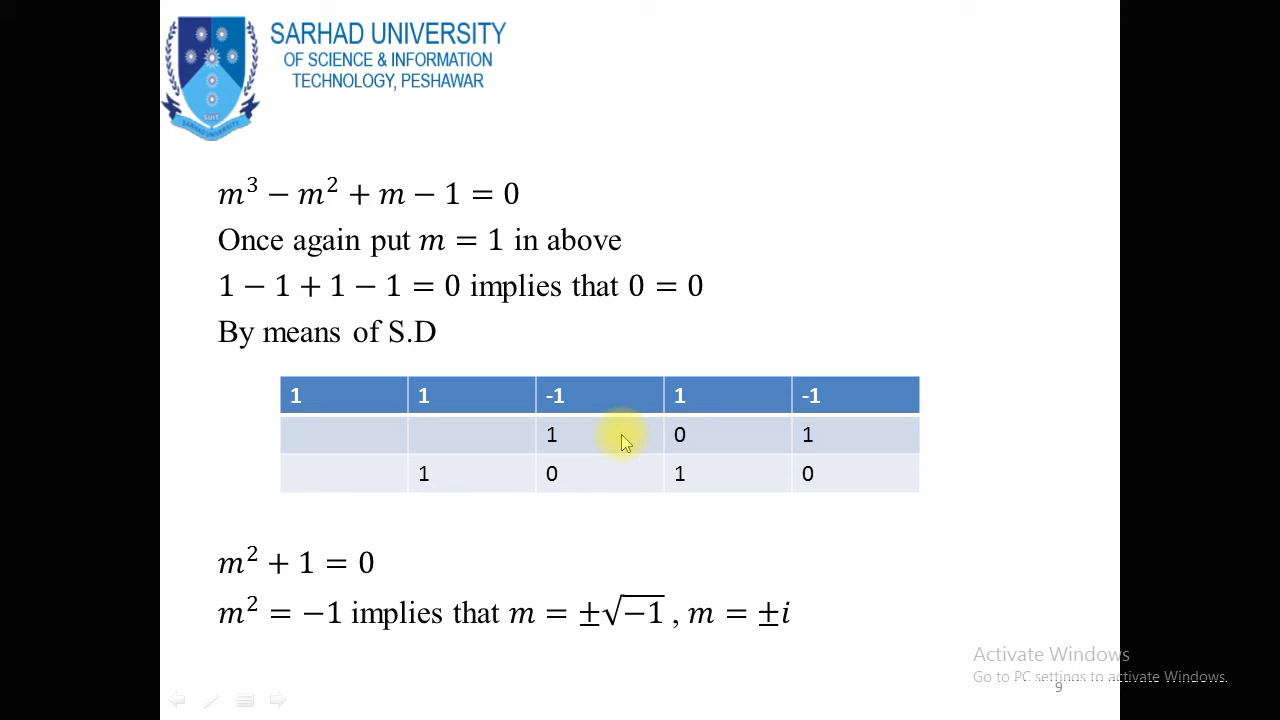 SARHAD UNIVERSITY
OF SCIENCE & INFORMATION
TECHNOLOGY, PESHAWAR
SUIT
SARHAD UNIVERSITY
m³ − m² + m − 1 = 0
Once again put m = 1 in above
1 − 1 + 1 − 1 = 0 implies that 0 = 0
By means of S.D
1 1 -1 1 -1
1 0 1
1 0 1 0
m² + 1 = 0
m² = −1 implies that m = ±√−1 , m = ±i
Activate Windows
Go to PC settings to activate Windows.
9